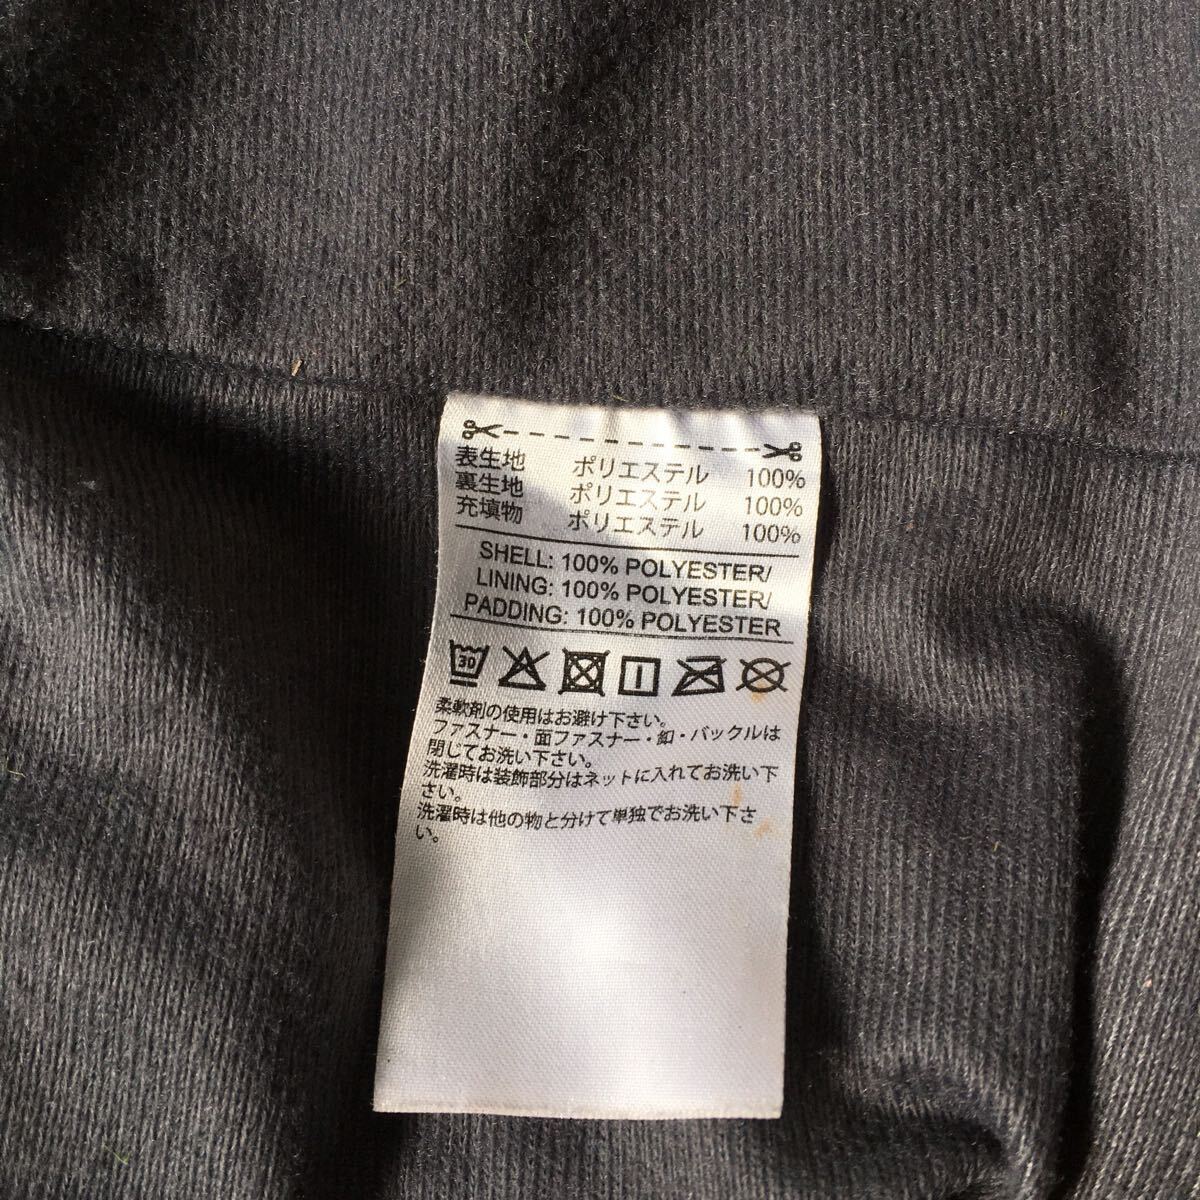 表生地 ポリエステル 100%
裏生地 ポリエステル 100%
充填物 ポリエステル 100%
SHELL: 100% POLYESTER/
LINING: 100% POLYESTER/
PADDING: 100% POLYESTER
30
柔軟剤の使用はお避け下さい。
ファスナー・面ファスナー・釦・バックルは
閉じてお洗い下さい。
洗濯時は装飾部分はネットに入れてお洗い下
さい。
洗濯時は他の物と分けて単独でお洗い下さ
い。